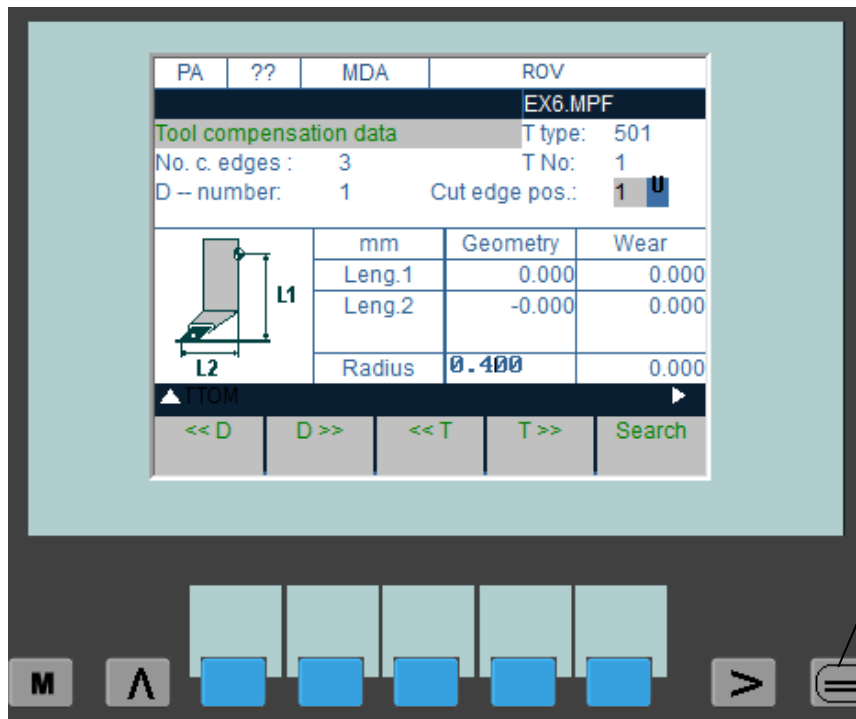 PA ?? MDA ROV
EX6.MPF
Tool compensation data T type: 501
No. c. edges : 3 T No: 1
D -- number: 1 Cut edge pos.: 1 U
mm Geometry Wear
Leng.1 0.000 0.000
L1
Leng.2 -0.000 0.000
L2
Radius 0.400 0.000
TTOM
<< D D >> << T T >> Search
M Λ > =